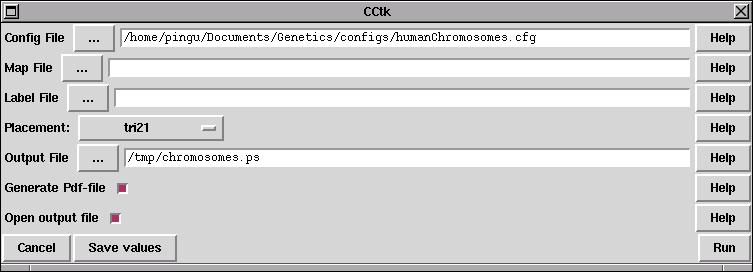 CCtk
Config File ... /home/pingu/Documents/Genetics/configs/humanChromosomes.cfg Help
Map File ... Help
Label File ... Help
Placement: tri21 Help
Output File ... /tmp/chromosomes.ps Help
Generate Pdf-file Help
Open output file Help
Cancel Save values Run